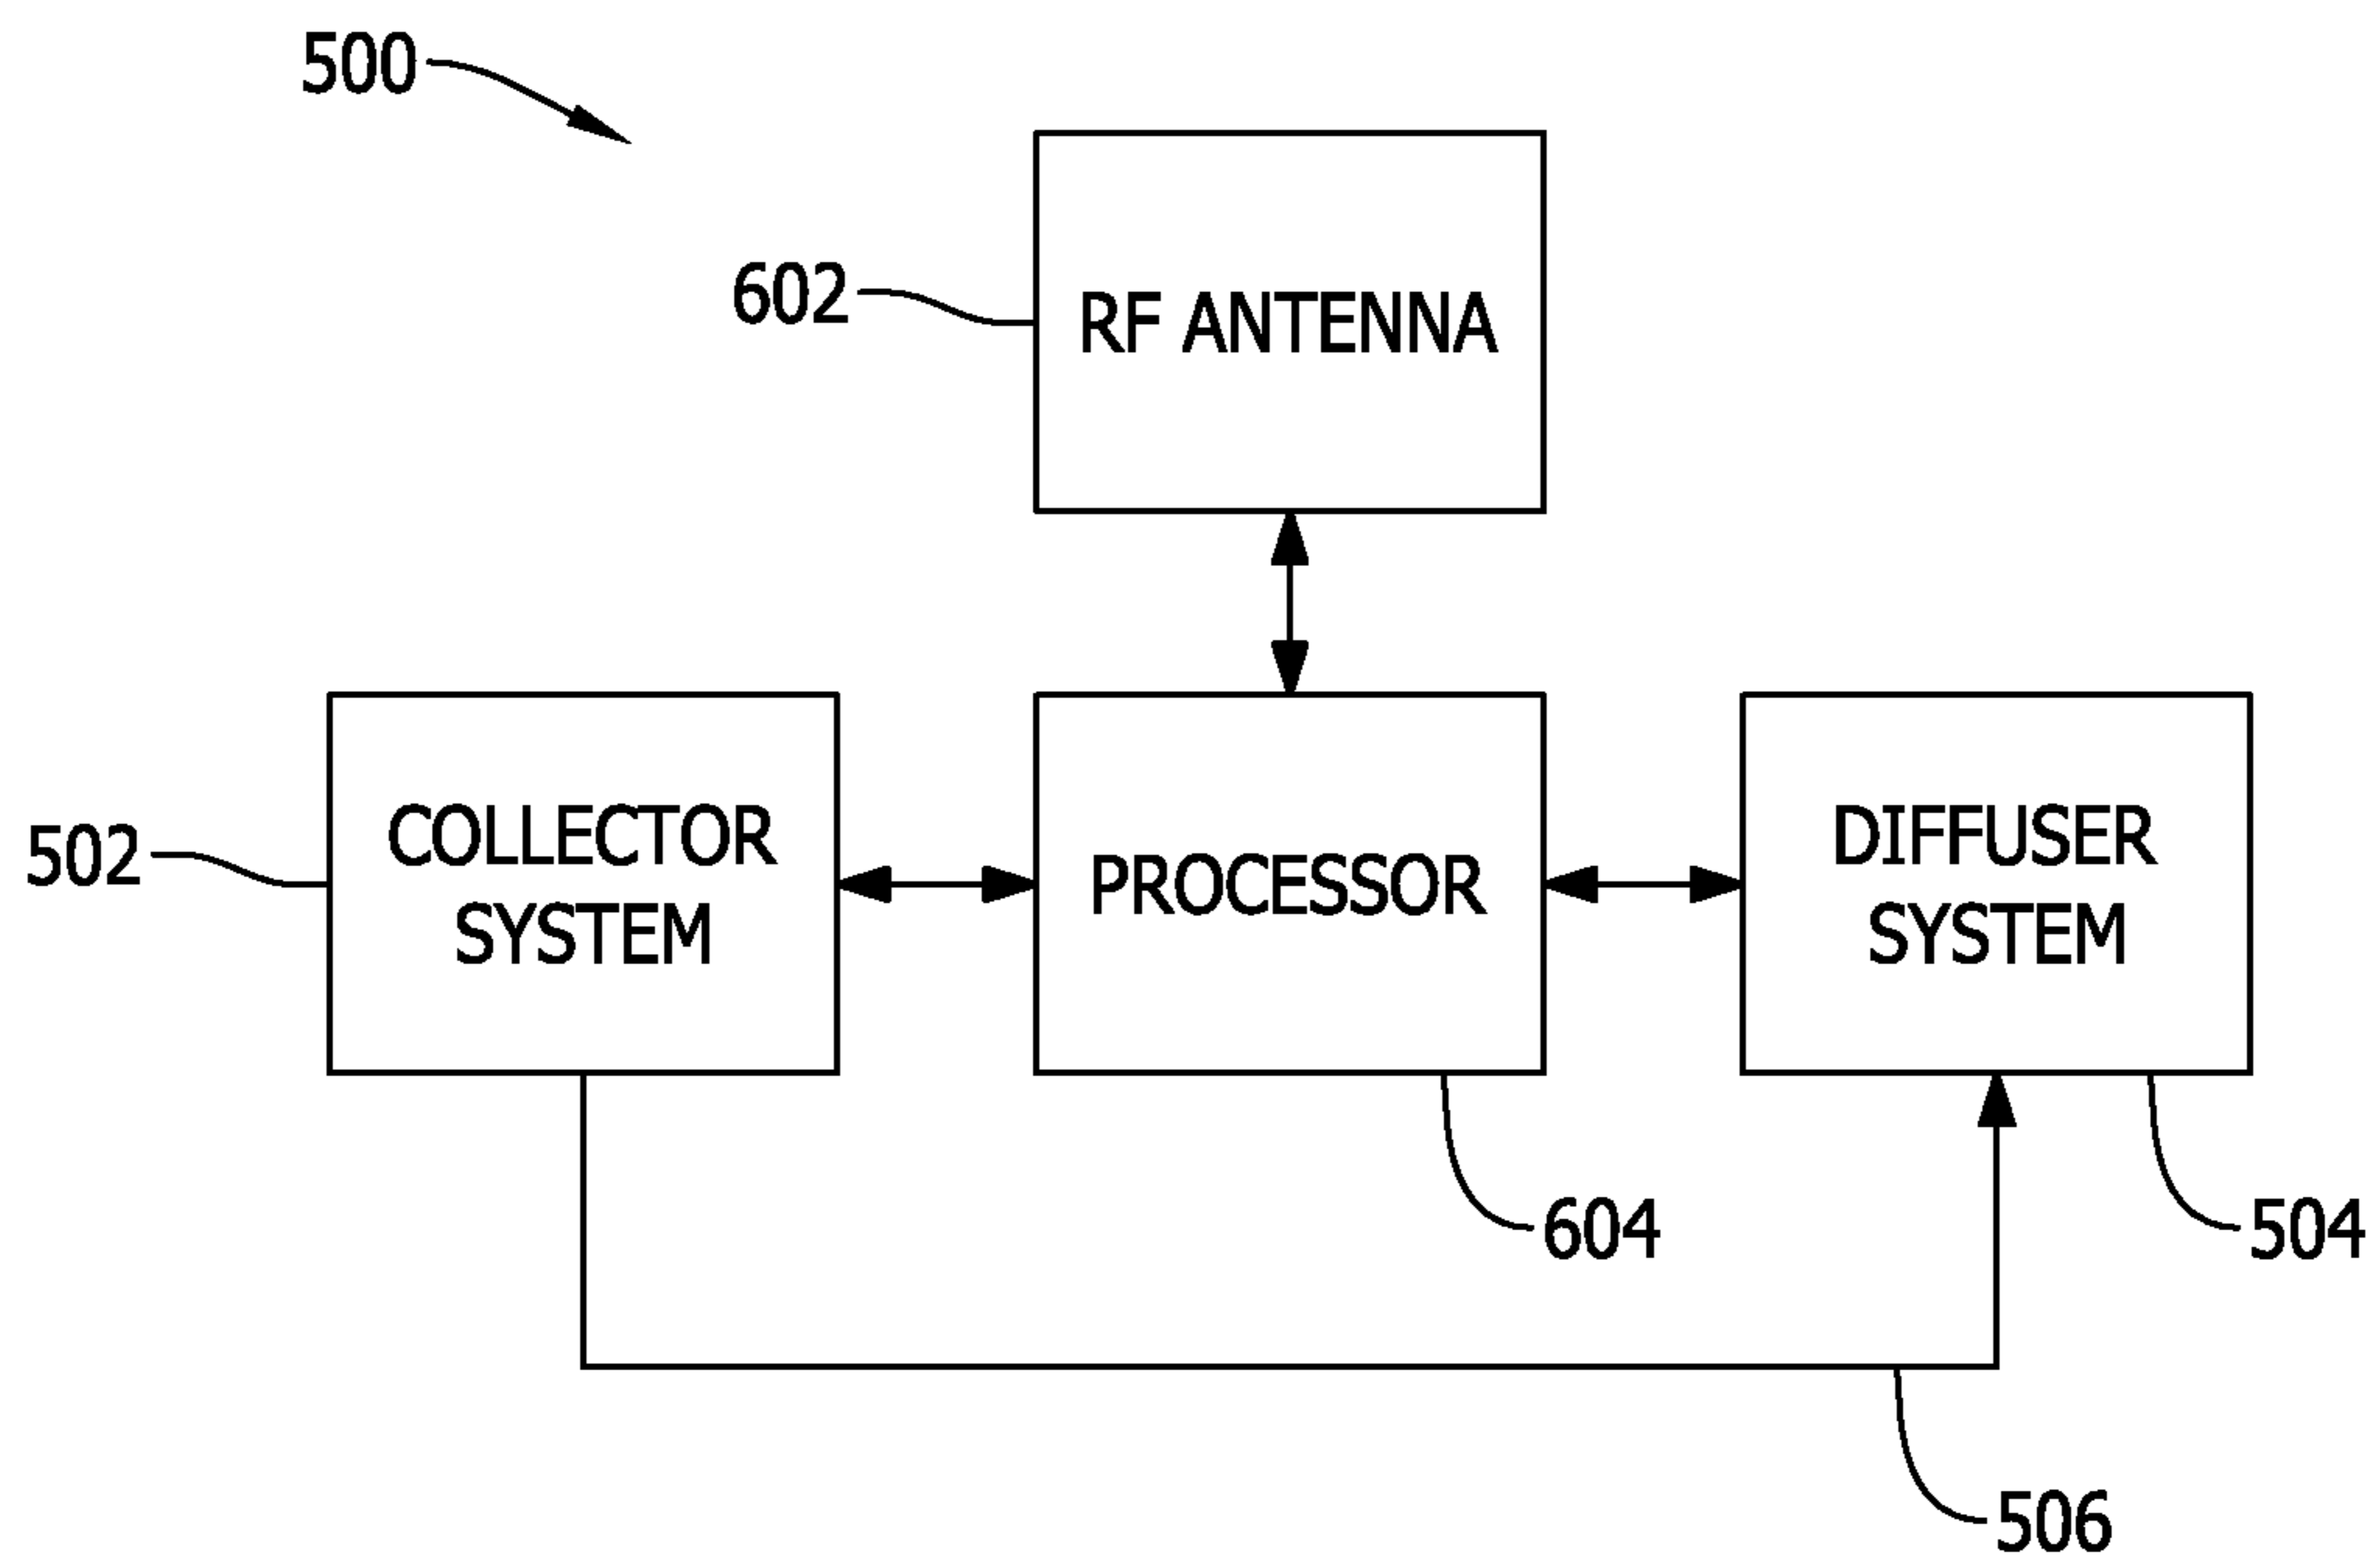 500
602
RF ANTENNA
502
COLLECTOR
SYSTEM
PROCESSOR
DIFFUSER
SYSTEM
604
504
506